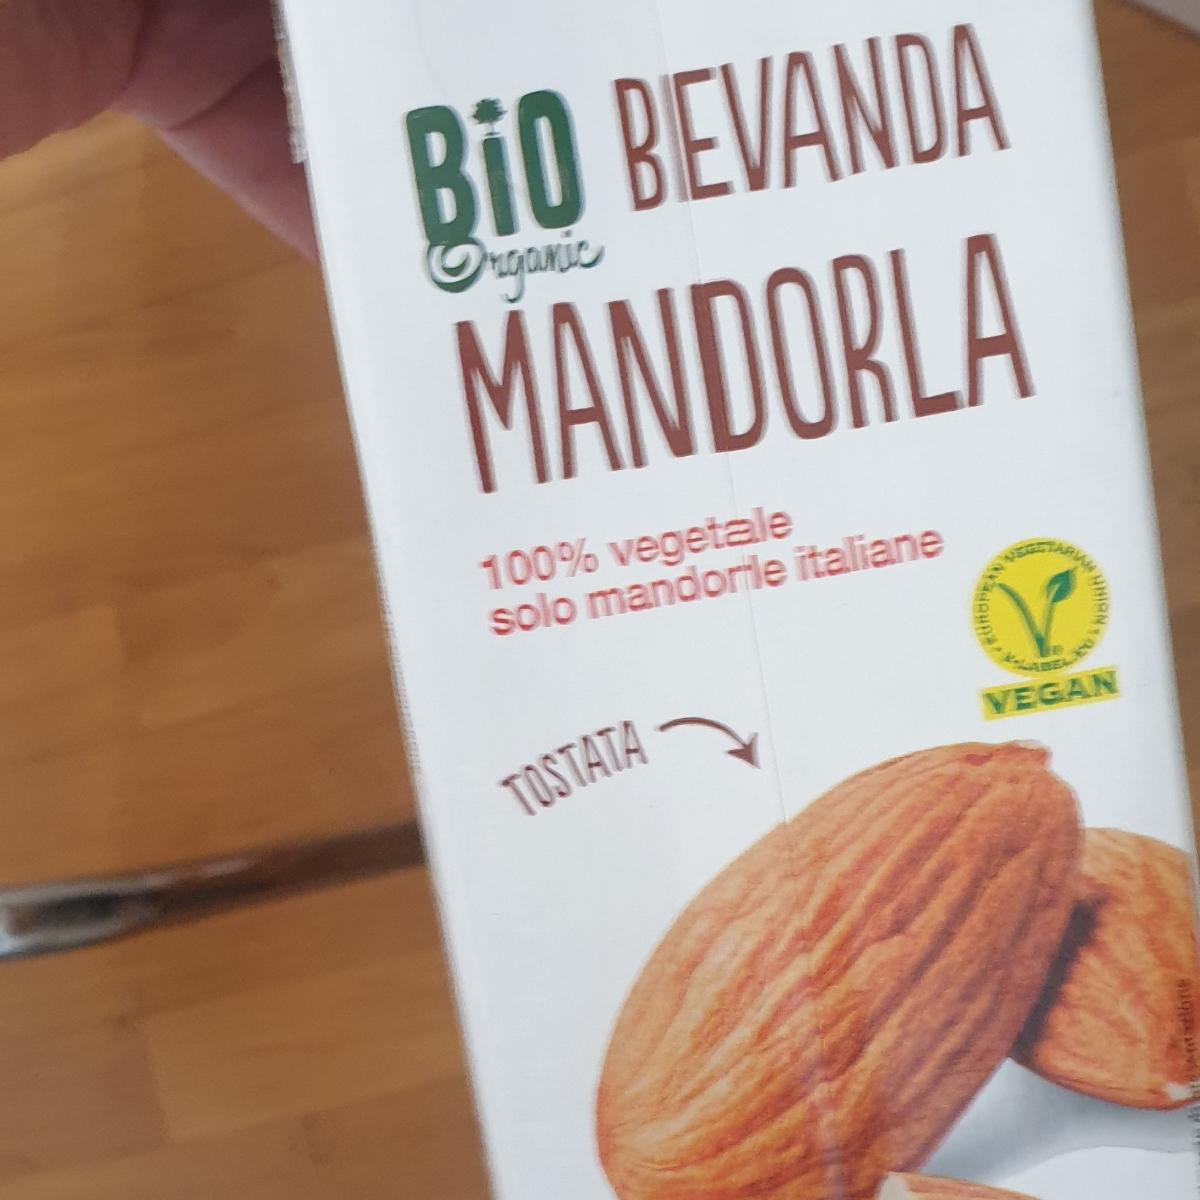 BiO
Organic
BEVANDA
MANDORLA
100% vegetale
solo mandorle italiane
EUROPEAN VEGETARIAN UNION
V-LABEL.EU
VEGAN
TOSTATA